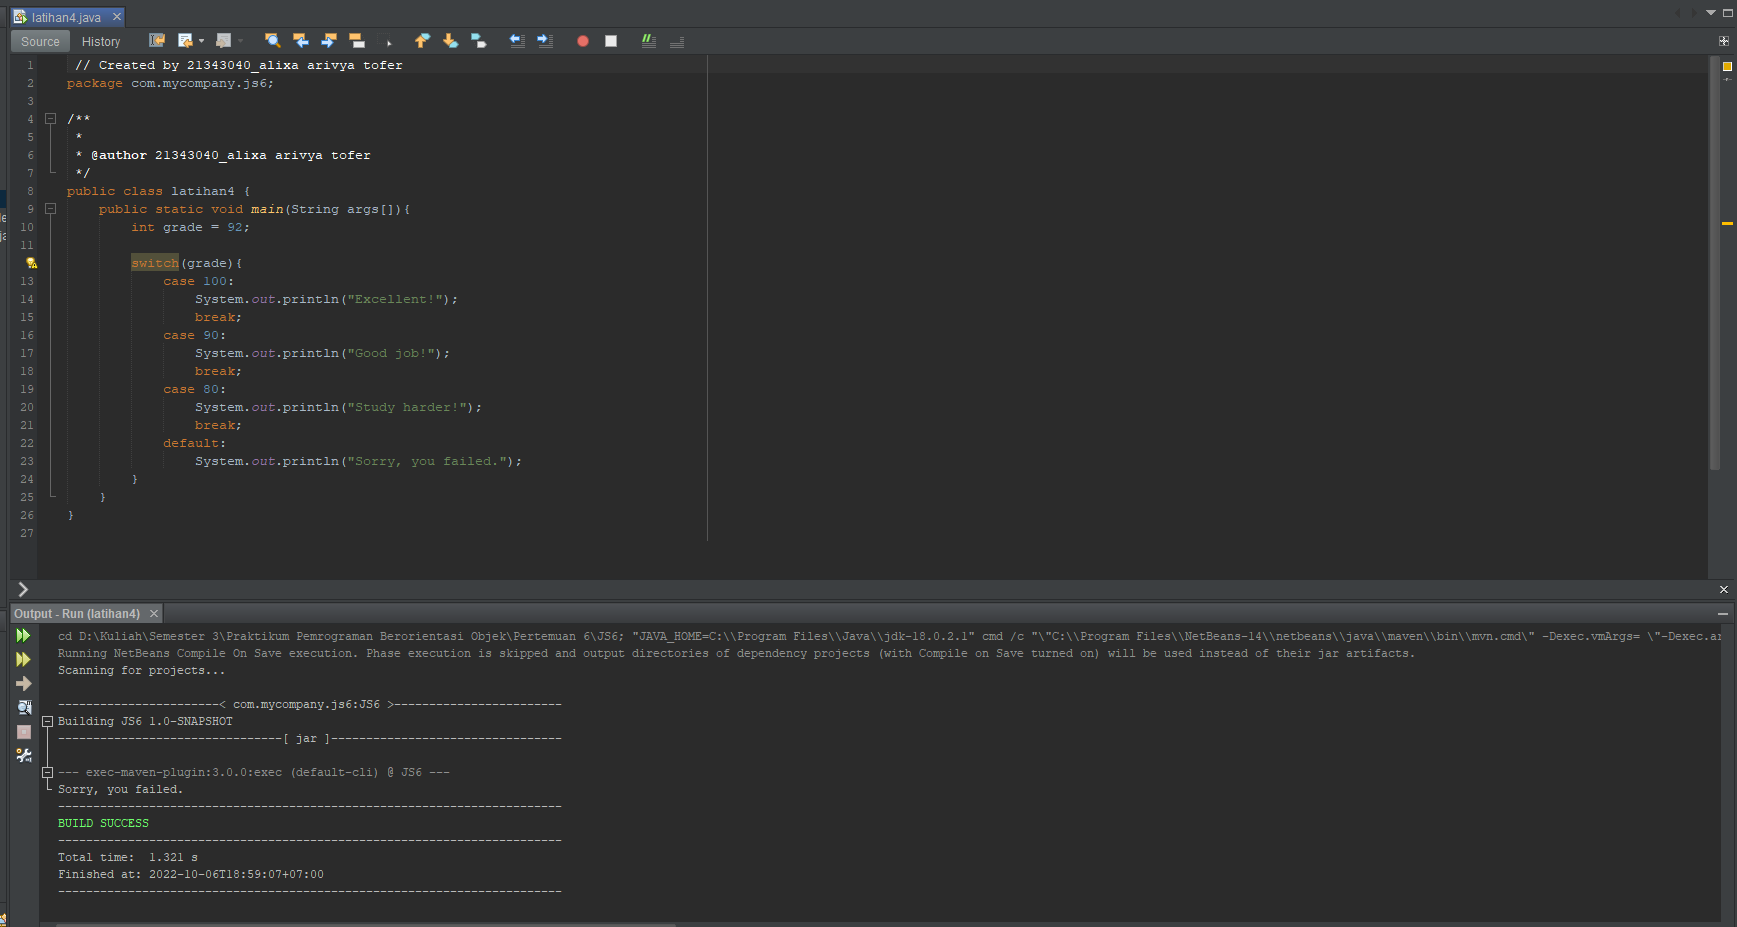 latihan4.java
Source History
1 // Created by 21343040_alixa arivya tofer
2 package com.mycompany.js6;
3
4 /**
5 *
6 * @author 21343040_alixa arivya tofer
7 */
8 public class latihan4 {
9 public static void main(String args[]){
10 int grade = 92;
11
switch(grade){
13 case 100:
14 System.out.println("Excellent!");
15 break;
16 case 90:
17 System.out.println("Good job!");
18 break;
19 case 80:
20 System.out.println("Study harder!");
21 break;
22 default:
23 System.out.println("Sorry, you failed.");
24 }
25 }
26 }
27
Output - Run (latihan4)
cd D:\Kuliah\Semester 3\Praktikum Pemrograman Berorientasi Objek\Pertemuan 6\JS6; "JAVA_HOME=C:\\Program Files\\Java\\jdk-18.0.2.1" cmd /c "\"C:\\Program Files\\NetBeans-14\\netbeans\\java\\maven\\bin\\mvn.cmd\" -Dexec.vmArgs= \"-Dexec.ar
Running NetBeans Compile On Save execution. Phase execution is skipped and output directories of dependency projects (with Compile on Save turned on) will be used instead of their jar artifacts.
Scanning for projects...
-----------------------< com.mycompany.js6:JS6 >------------------------
Building JS6 1.0-SNAPSHOT
--------------------------------[ jar ]---------------------------------
--- exec-maven-plugin:3.0.0:exec (default-cli) @ JS6 ---
Sorry, you failed.
------------------------------------------------------------------------
BUILD SUCCESS
------------------------------------------------------------------------
Total time:  1.321 s
Finished at: 2022-10-06T18:59:07+07:00
------------------------------------------------------------------------